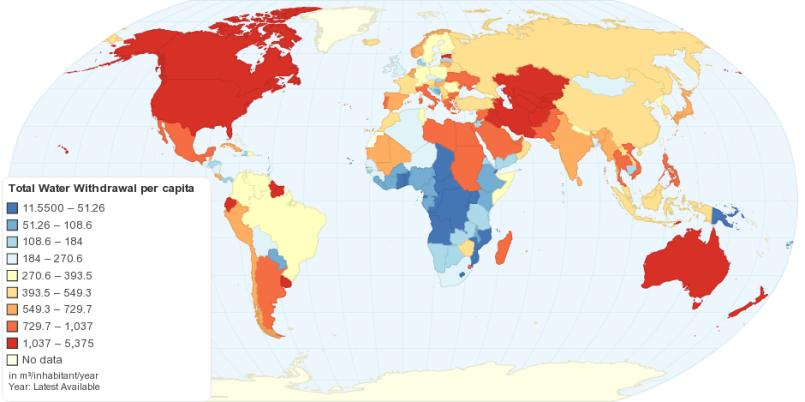 Total Water Withdrawal per capita
11.5500 – 51.26
51.26 – 108.6
108.6 – 184
184 – 270.6
270.6 – 393.5
393.5 – 549.3
549.3 – 729.7
729.7 – 1,037
1,037 – 5,375
No data
in m³/inhabitant/year
Year: Latest Available